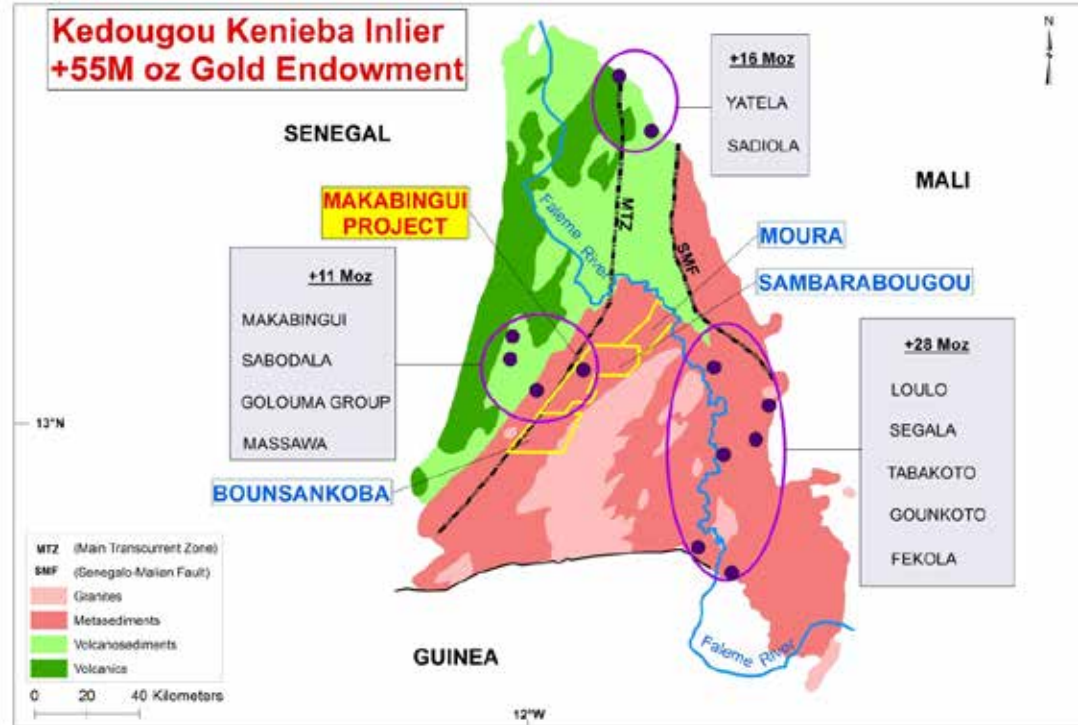 Kedougou Kenieba Inlier
+55M oz Gold Endowment
N
SENEGAL
MALI
GUINEA
+16 Moz
YATELA
SADIOLA
MAKABINGUI
PROJECT
MTZ
Faleme River
SMF
MOURA
SAMBARABOUGOU
+11 Moz
MAKABINGUI
SABODALA
GOLOUMA GROUP
MASSAWA
+28 Moz
LOULO
SEGALA
TABAKOTO
GOUNKOTO
FEKOLA
13°N
BOUNSANKOBA
MTZ (Main Transcurrent Zone)
SMF (Senegalo-Malian Fault)
Granites
Metasediments
Volcanosediments
Volcanics
0 20 40 Kilometers
Faleme River
12°W